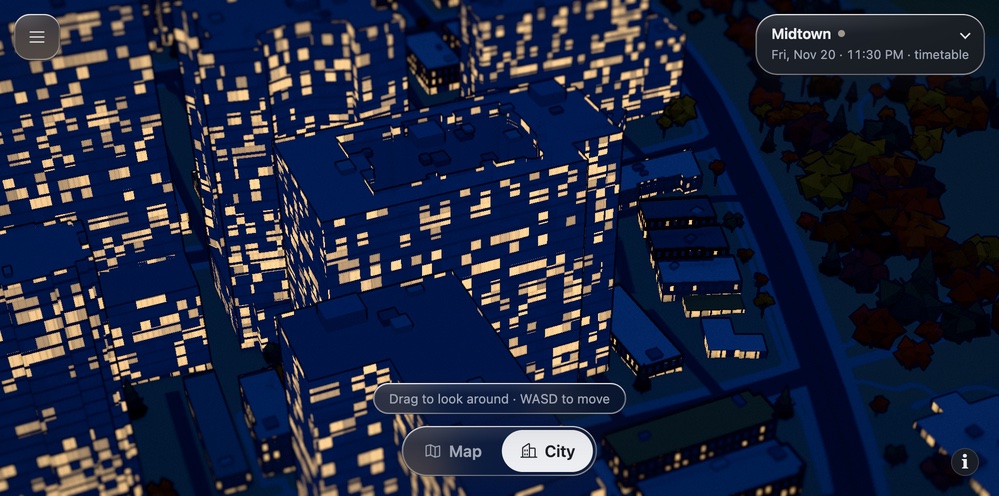 Midtown
Fri, Nov 20 · 11:30 PM · timetable
Drag to look around · WASD to move
Map
City
i